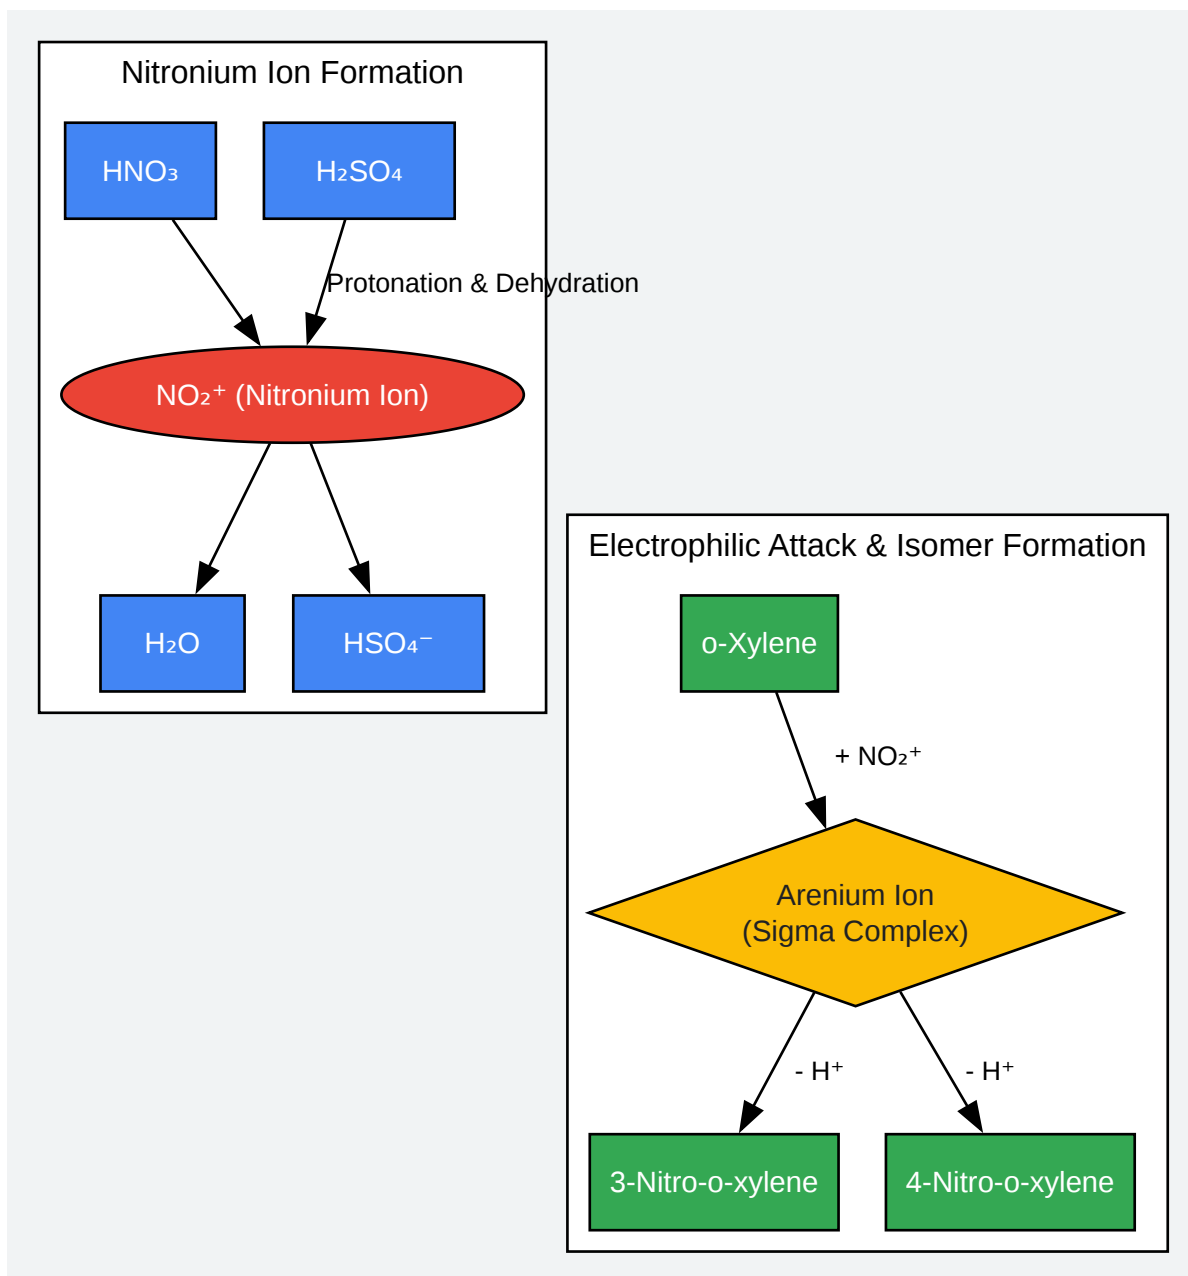 Nitronium Ion Formation
HNO₃
H₂SO₄
Protonation & Dehydration
NO₂⁺ (Nitronium Ion)
H₂O
HSO₄⁻
Electrophilic Attack & Isomer Formation
o-Xylene
+ NO₂⁺
Arenium Ion
(Sigma Complex)
- H⁺
- H⁺
3-Nitro-o-xylene
4-Nitro-o-xylene